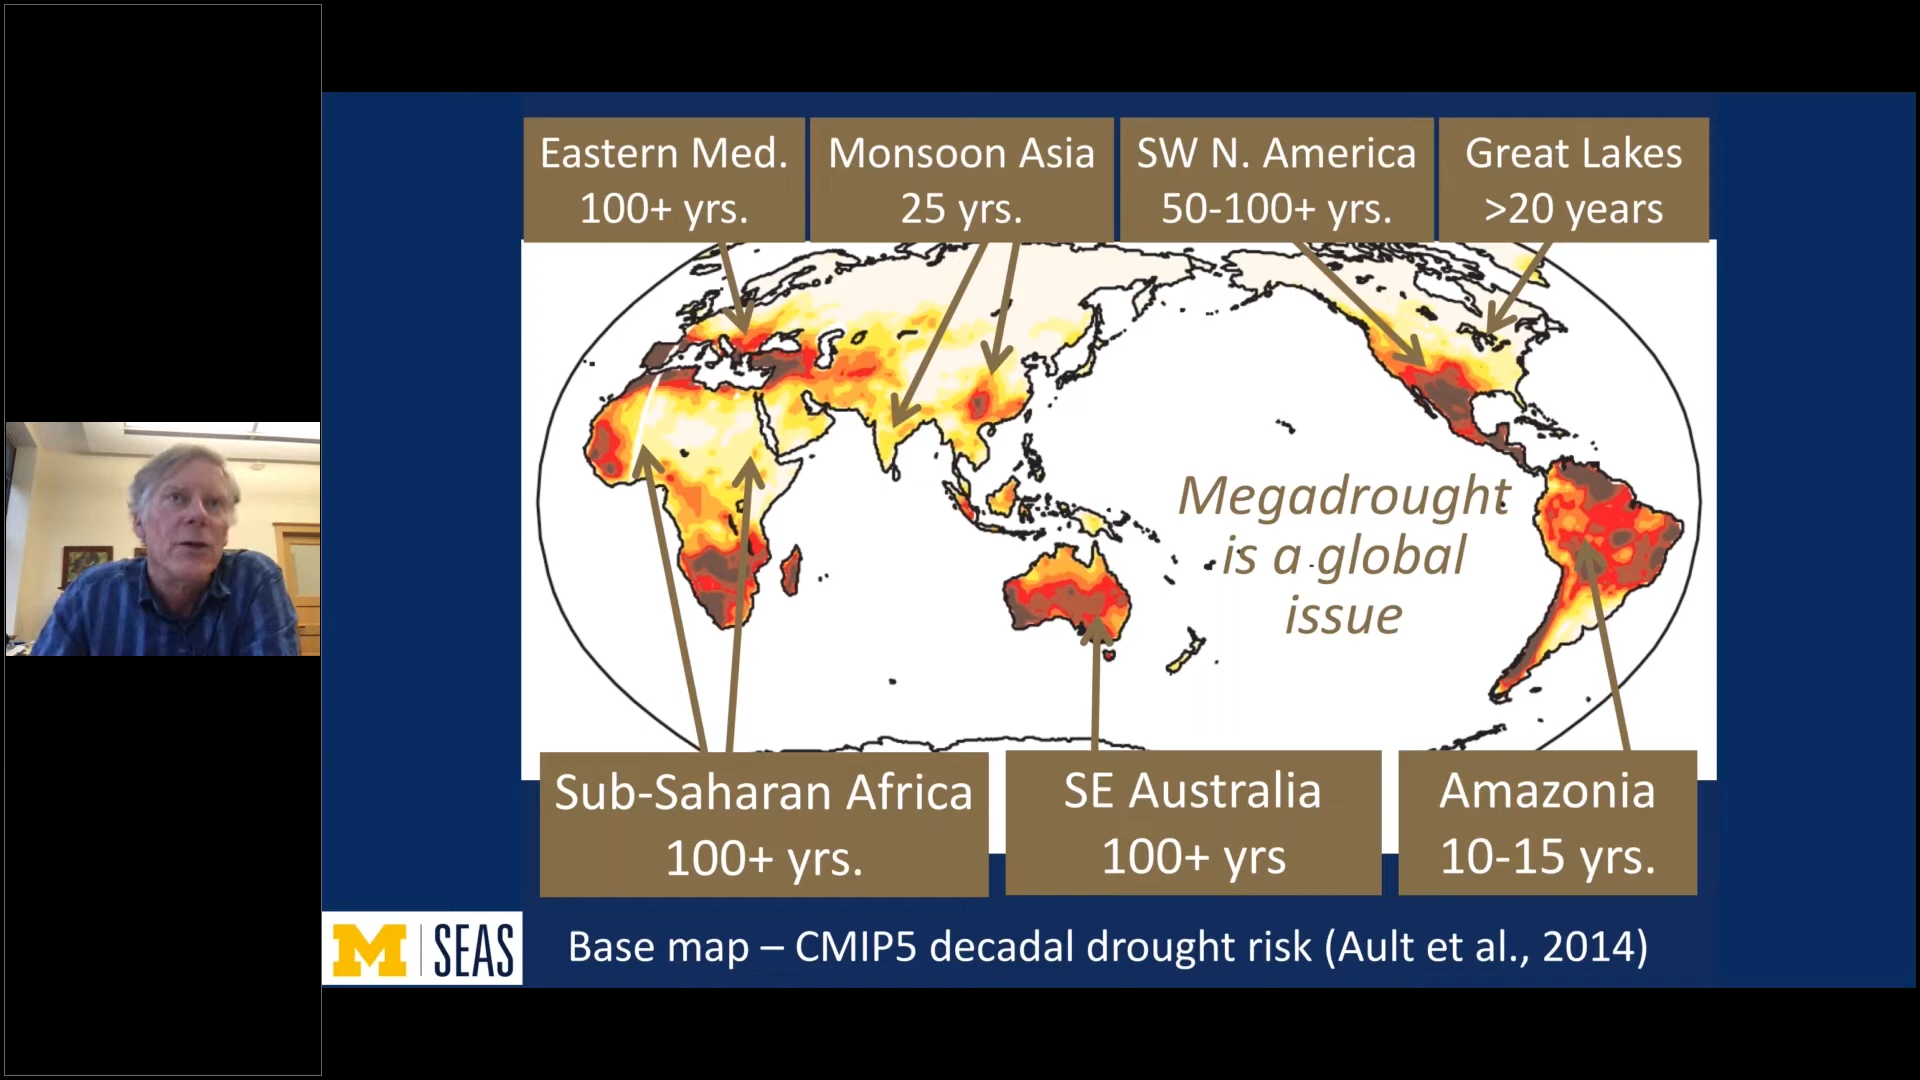 Eastern Med.
100+ yrs.
Monsoon Asia
25 yrs.
SW N. America
50-100+ yrs.
Great Lakes
>20 years
Megadrought
is a global
issue
Sub-Saharan Africa
100+ yrs.
SE Australia
100+ yrs
Amazonia
10-15 yrs.
M | SEAS
Base map – CMIP5 decadal drought risk (Ault et al., 2014)